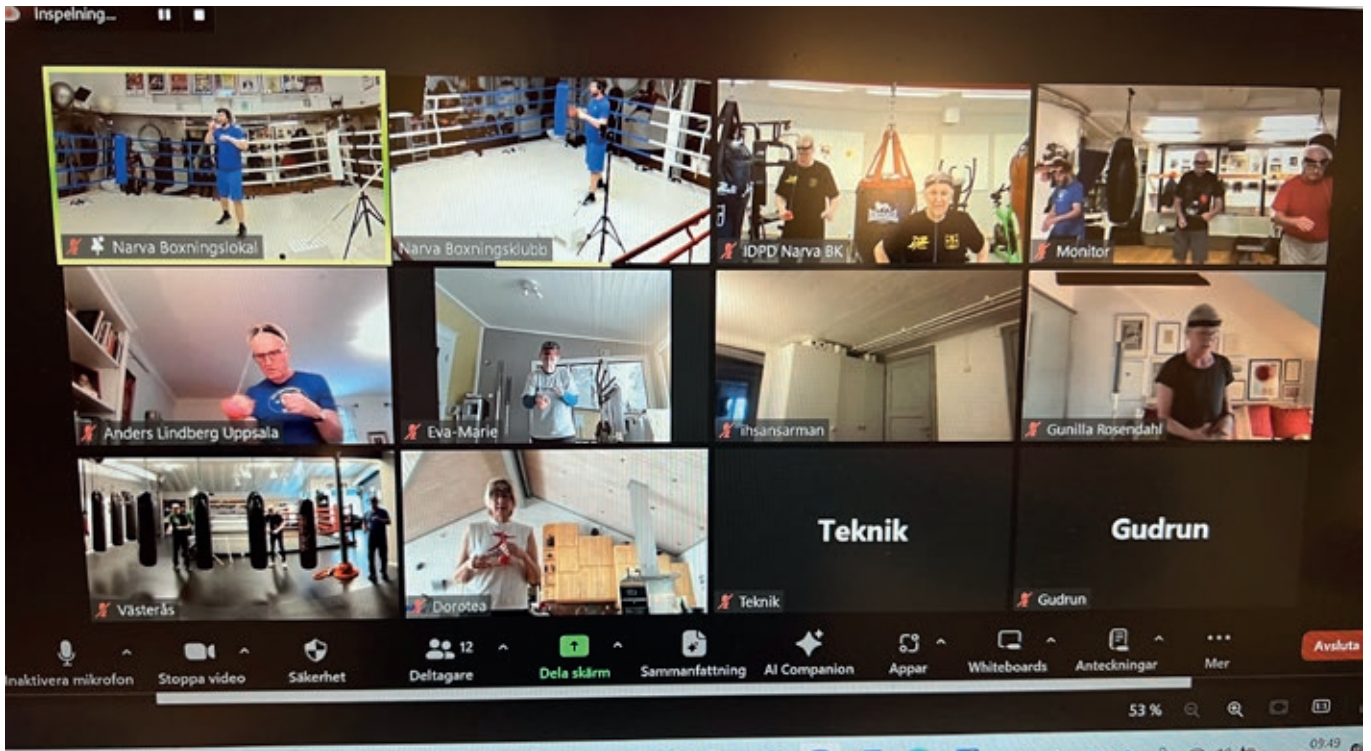 Inspelning...
Narva Boxningslokal
Narva Boxningsklubb
IDPD Narva BK
Monitor
Anders Lindberg Uppsala
Eva-Marie
ihsansarman
Gunilla Rosendahl
Västerås
Dorotea
Teknik
Teknik
Gudrun
Gudrun
Inaktivera mikrofon
Stoppa video
Säkerhet
12
Deltagare
Dela skärm
Sammanfattning
AI Companion
Appar
Whiteboards
Anteckningar
Mer
Avsluta
53 %
1:1
09:49